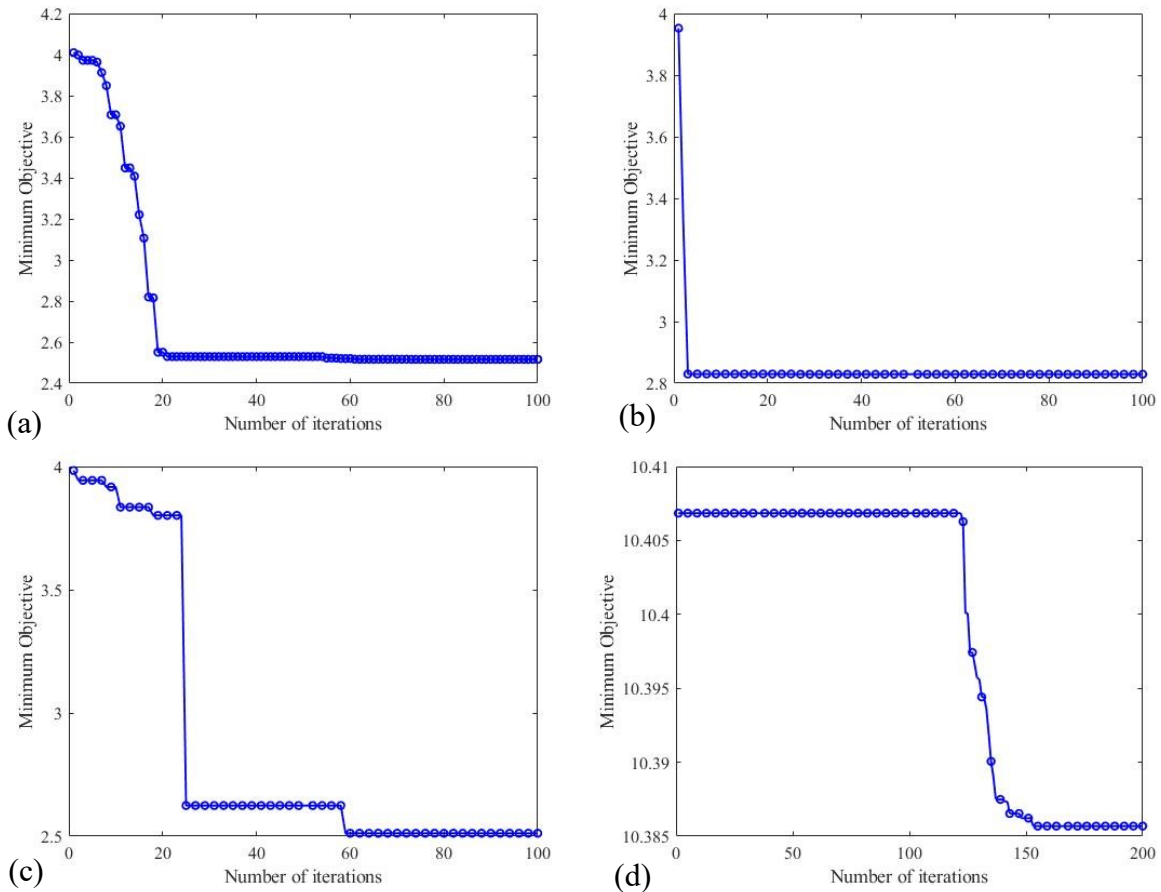 4.2
4
3.8
3.6
3.4
3.2
3
2.8
2.6
2.4
Minimum Objective
0 20 40 60 80 100
Number of iterations
(a)
4
3.8
3.6
3.4
3.2
3
2.8
Minimum Objective
0 20 40 60 80 100
Number of iterations
(b)
4
3.5
3
2.5
Minimum Objective
0 20 40 60 80 100
Number of iterations
(c)
10.41
10.405
10.4
10.395
10.39
10.385
Minimum Objective
0 50 100 150 200
Number of iterations
(d)